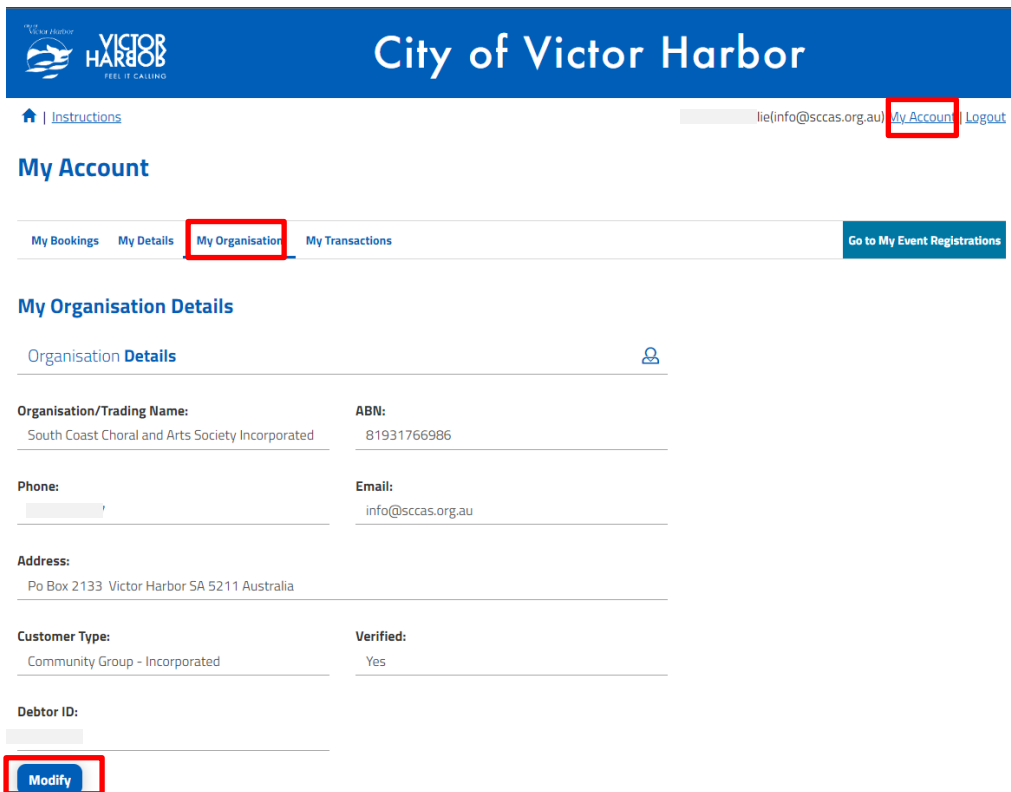 city of
Victor Harbor
VICTOR
HARBOR
FEEL IT CALLING
City of Victor Harbor
| Instructions
lie(info@sccas.org.au) My Account | Logout
My Account
My Bookings My Details My Organisation My Transactions Go to My Event Registrations
My Organisation Details
Organisation Details
Organisation/Trading Name: ABN:
South Coast Choral and Arts Society Incorporated 81931766986
Phone: Email:
info@sccas.org.au
Address:
Po Box 2133 Victor Harbor SA 5211 Australia
Customer Type: Verified:
Community Group - Incorporated Yes
Debtor ID:
Modify